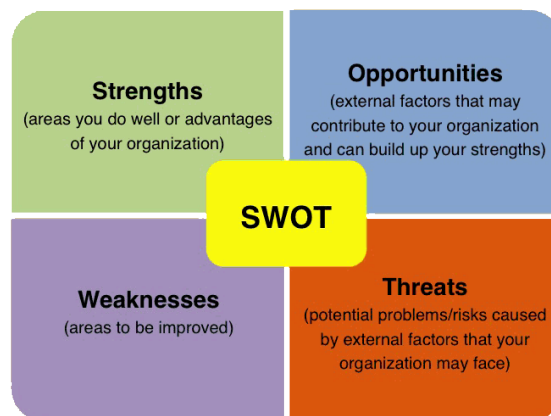 Strengths
(areas you do well or advantages
of your organization)
Opportunities
(external factors that may
contribute to your organization
and can build up your strengths)
SWOT
Weaknesses
(areas to be improved)
Threats
(potential problems/risks caused
by external factors that your
organization may face)